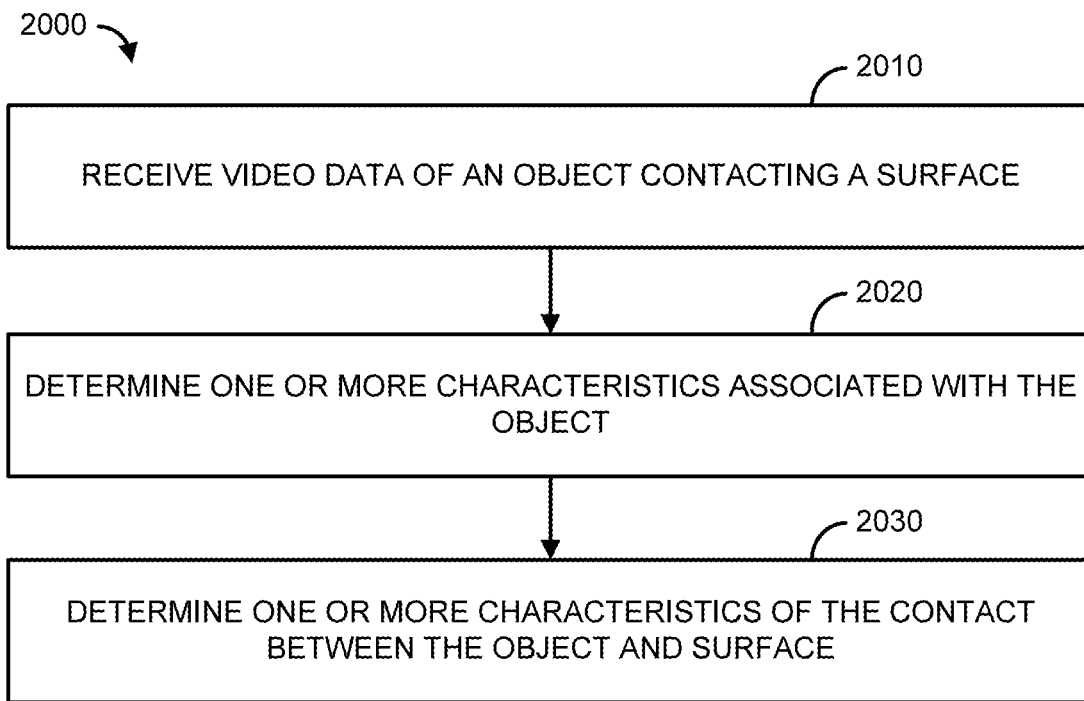 2000
2010
RECEIVE VIDEO DATA OF AN OBJECT CONTACTING A SURFACE
2020
DETERMINE ONE OR MORE CHARACTERISTICS ASSOCIATED WITH THE
OBJECT
2030
DETERMINE ONE OR MORE CHARACTERISTICS OF THE CONTACT
BETWEEN THE OBJECT AND SURFACE